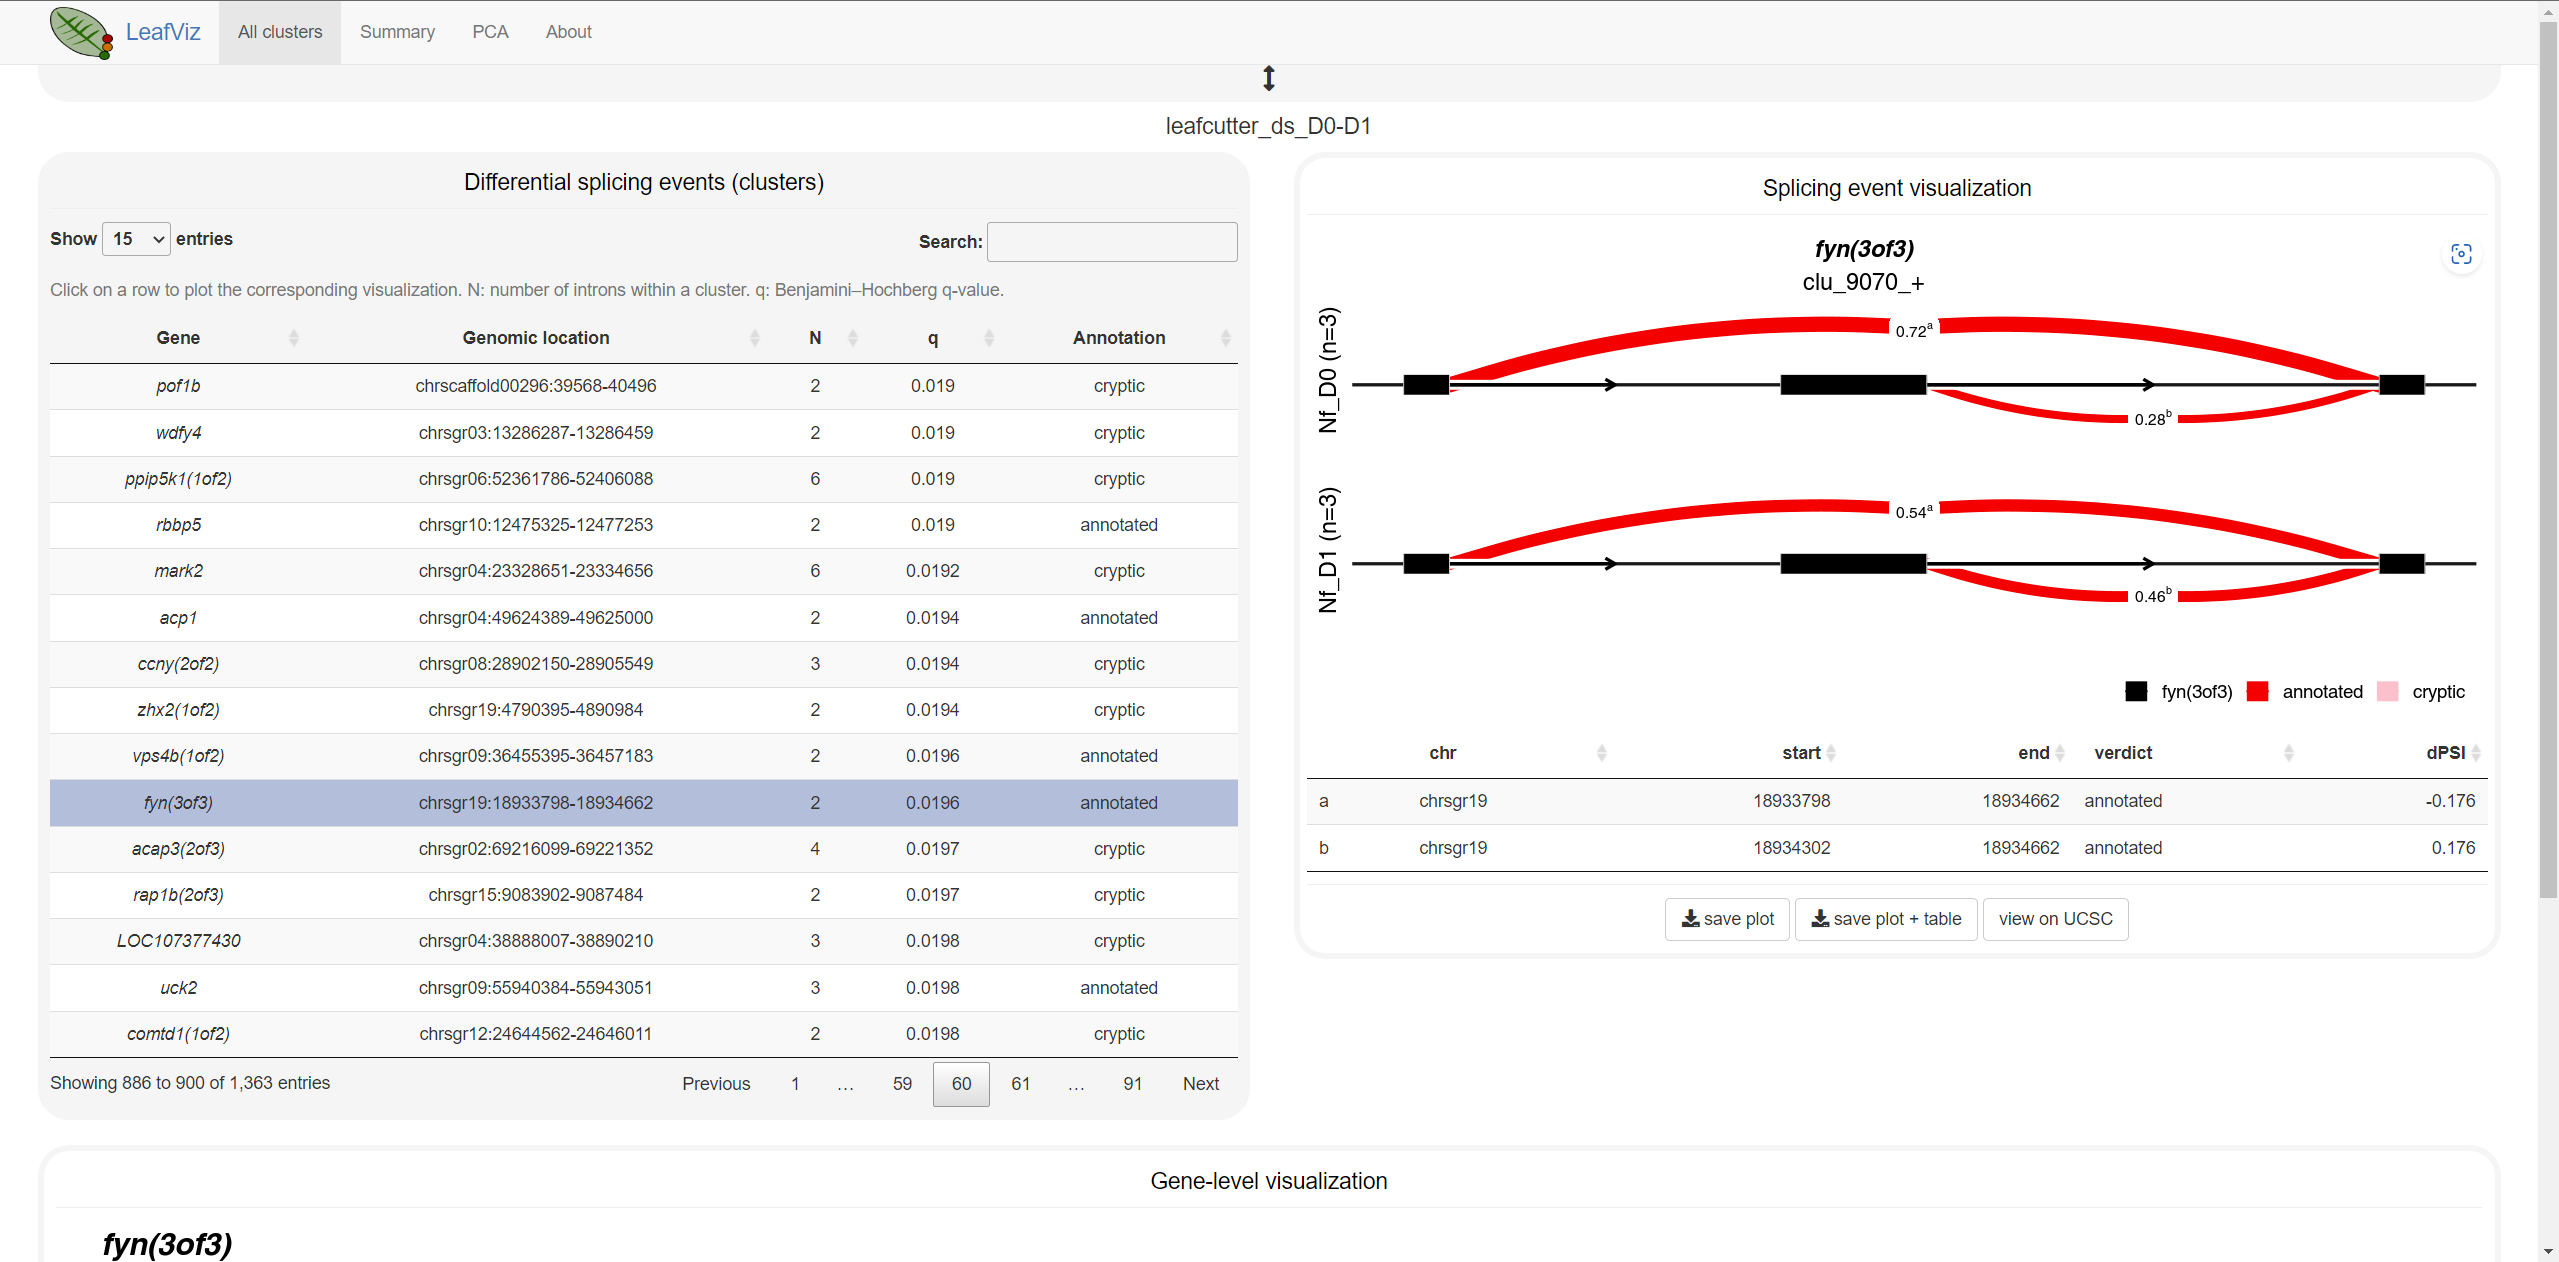 LeafViz All clusters Summary PCA About
leafcutter_ds_D0-D1
Differential splicing events (clusters)
Show 15 entries Search:
Click on a row to plot the corresponding visualization. N: number of introns within a cluster. q: Benjamini–Hochberg q-value.
Gene Genomic location N q Annotation
pof1b chrscaffold00296:39568-40496 2 0.019 cryptic
wdfy4 chrsgr03:13286287-13286459 2 0.019 cryptic
ppip5k1(1of2) chrsgr06:52361786-52406088 6 0.019 cryptic
rbbp5 chrsgr10:12475325-12477253 2 0.019 annotated
mark2 chrsgr04:23328651-23334656 6 0.0192 cryptic
acp1 chrsgr04:49624389-49625000 2 0.0194 annotated
ccny(2of2) chrsgr08:28902150-28905549 3 0.0194 cryptic
zhx2(1of2) chrsgr19:4790395-4890984 2 0.0194 cryptic
vps4b(1of2) chrsgr09:36455395-36457183 2 0.0196 annotated
fyn(3of3) chrsgr19:18933798-18934662 2 0.0196 annotated
acap3(2of3) chrsgr02:69216099-69221352 4 0.0197 cryptic
rap1b(2of3) chrsgr15:9083902-9087484 2 0.0197 cryptic
LOC107377430 chrsgr04:38888007-38890210 3 0.0198 cryptic
uck2 chrsgr09:55940384-55943051 3 0.0198 annotated
comtd1(1of2) chrsgr12:24644562-24646011 2 0.0198 cryptic
Showing 886 to 900 of 1,363 entries Previous 1 … 59 60 61 … 91 Next
Splicing event visualization
fyn(3of3)
clu_9070_+
Nf_D0 (n=3)
0.72a
0.28b
Nf_D1 (n=3)
0.54a
0.46b
fyn(3of3) annotated cryptic
chr start end verdict dPSI
a chrsgr19 18933798 18934662 annotated -0.176
b chrsgr19 18934302 18934662 annotated 0.176
save plot save plot + table view on UCSC
Gene-level visualization
fyn(3of3)